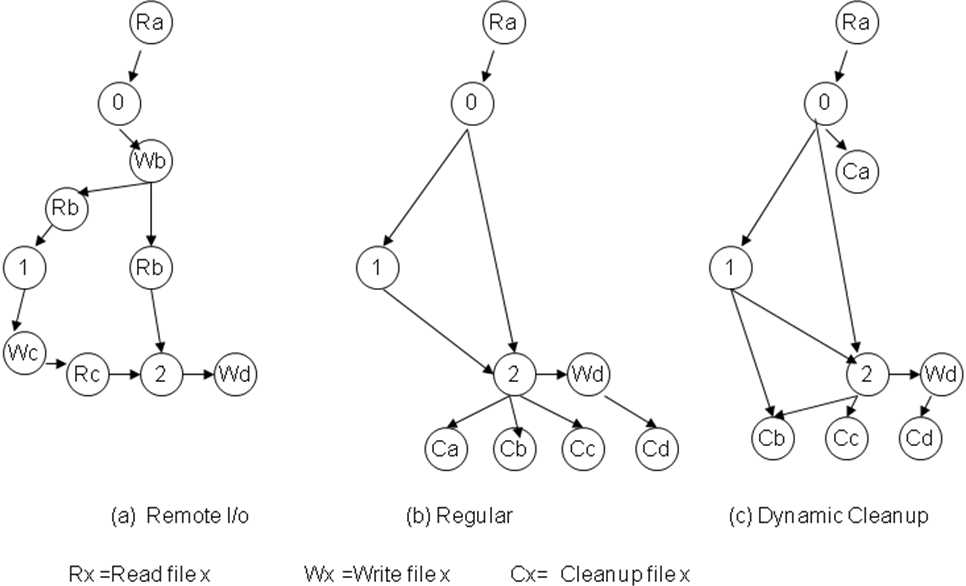 Ra Ra Ra
0 0 0
Wb Ca
Rb
1 Rb 1 1
Wc Rc 2 Wd 2 Wd 2 Wd
Ca Cb Cc Cd Cb Cc Cd
(a) Remote I/o (b) Regular (c) Dynamic Cleanup
Rx =Read file x Wx =Write file x Cx= Cleanup file x